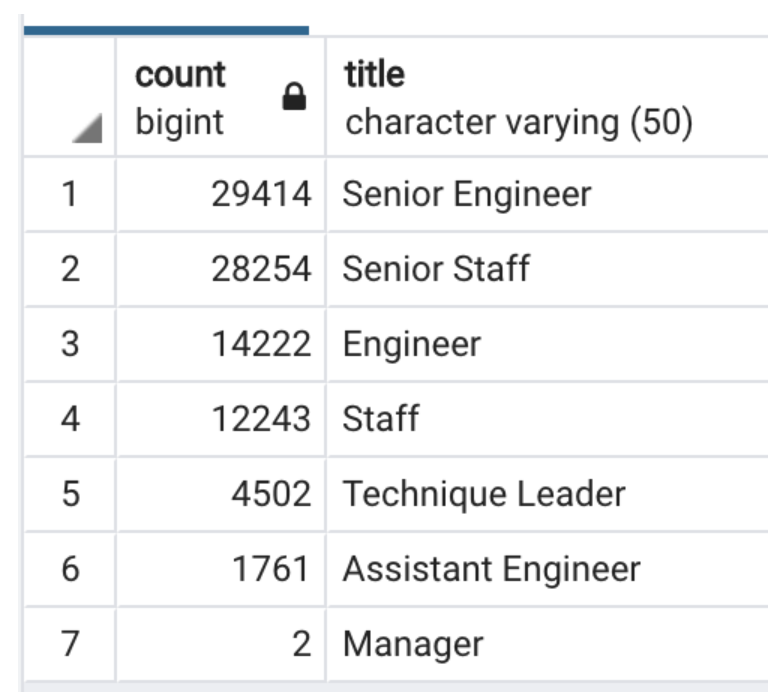 count title
bigint character varying (50)
1 29414 Senior Engineer
2 28254 Senior Staff
3 14222 Engineer
4 12243 Staff
5 4502 Technique Leader
6 1761 Assistant Engineer
7 2 Manager